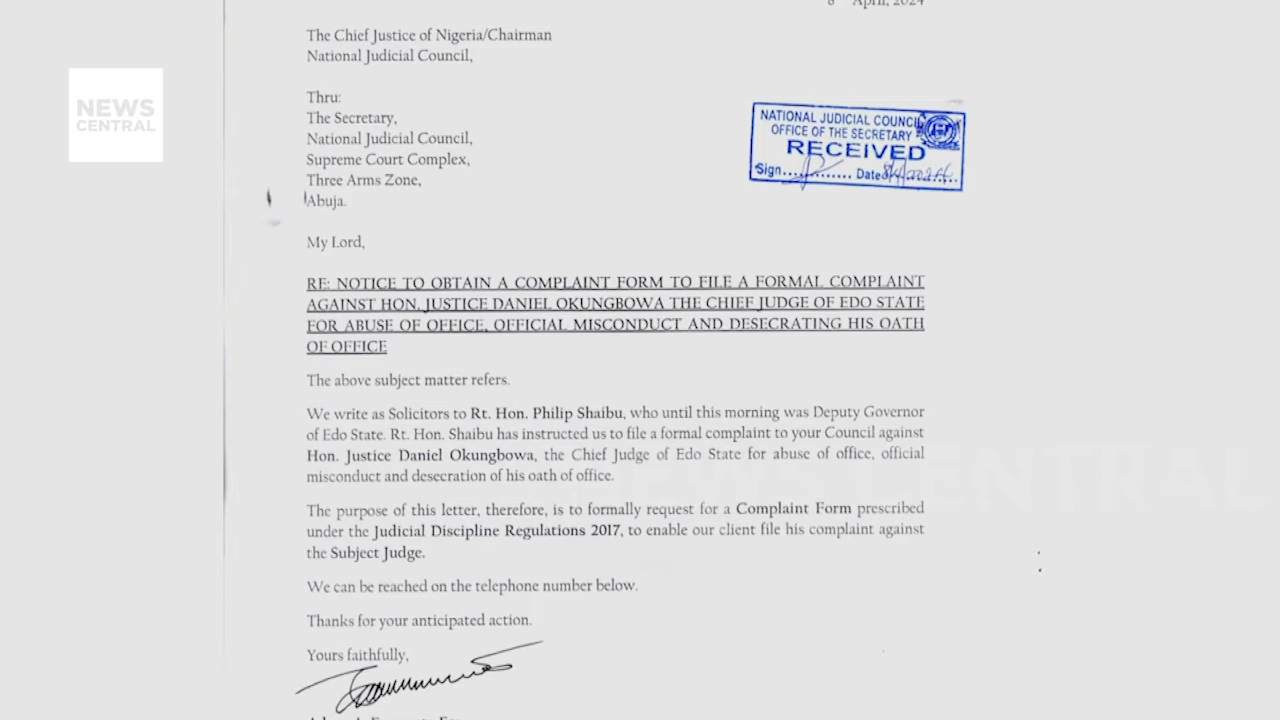 April, 2024
The Chief Justice of Nigeria/Chairman
National Judicial Council,
NEWS
CENTRAL
Thru:
The Secretary,
National Judicial Council,
Supreme Court Complex,
Three Arms Zone,
Abuja.
NATIONAL JUDICIAL COUNCIL
OFFICE OF THE SECRETARY
RECEIVED
Sign............. Date
My Lord,
RE: NOTICE TO OBTAIN A COMPLAINT FORM TO FILE A FORMAL COMPLAINT
AGAINST HON. JUSTICE DANIEL OKUNGBOWA THE CHIEF JUDGE OF EDO STATE
FOR ABUSE OF OFFICE, OFFICIAL MISCONDUCT AND DESECRATING HIS OATH
OF OFFICE
The above subject matter refers.
We write as Solicitors to Rt. Hon. Philip Shaibu, who until this morning was Deputy Governor
of Edo State. Rt. Hon. Shaibu has instructed us to file a formal complaint to your Council against
Hon. Justice Daniel Okungbowa, the Chief Judge of Edo State for abuse of office, official
misconduct and desecration of his oath of office.
The purpose of this letter, therefore, is to formally request for a Complaint Form prescribed
under the Judicial Discipline Regulations 2017, to enable our client file his complaint against
the Subject Judge.
We can be reached on the telephone number below.
Thanks for your anticipated action.
Yours faithfully,
NEWS CENTRAL